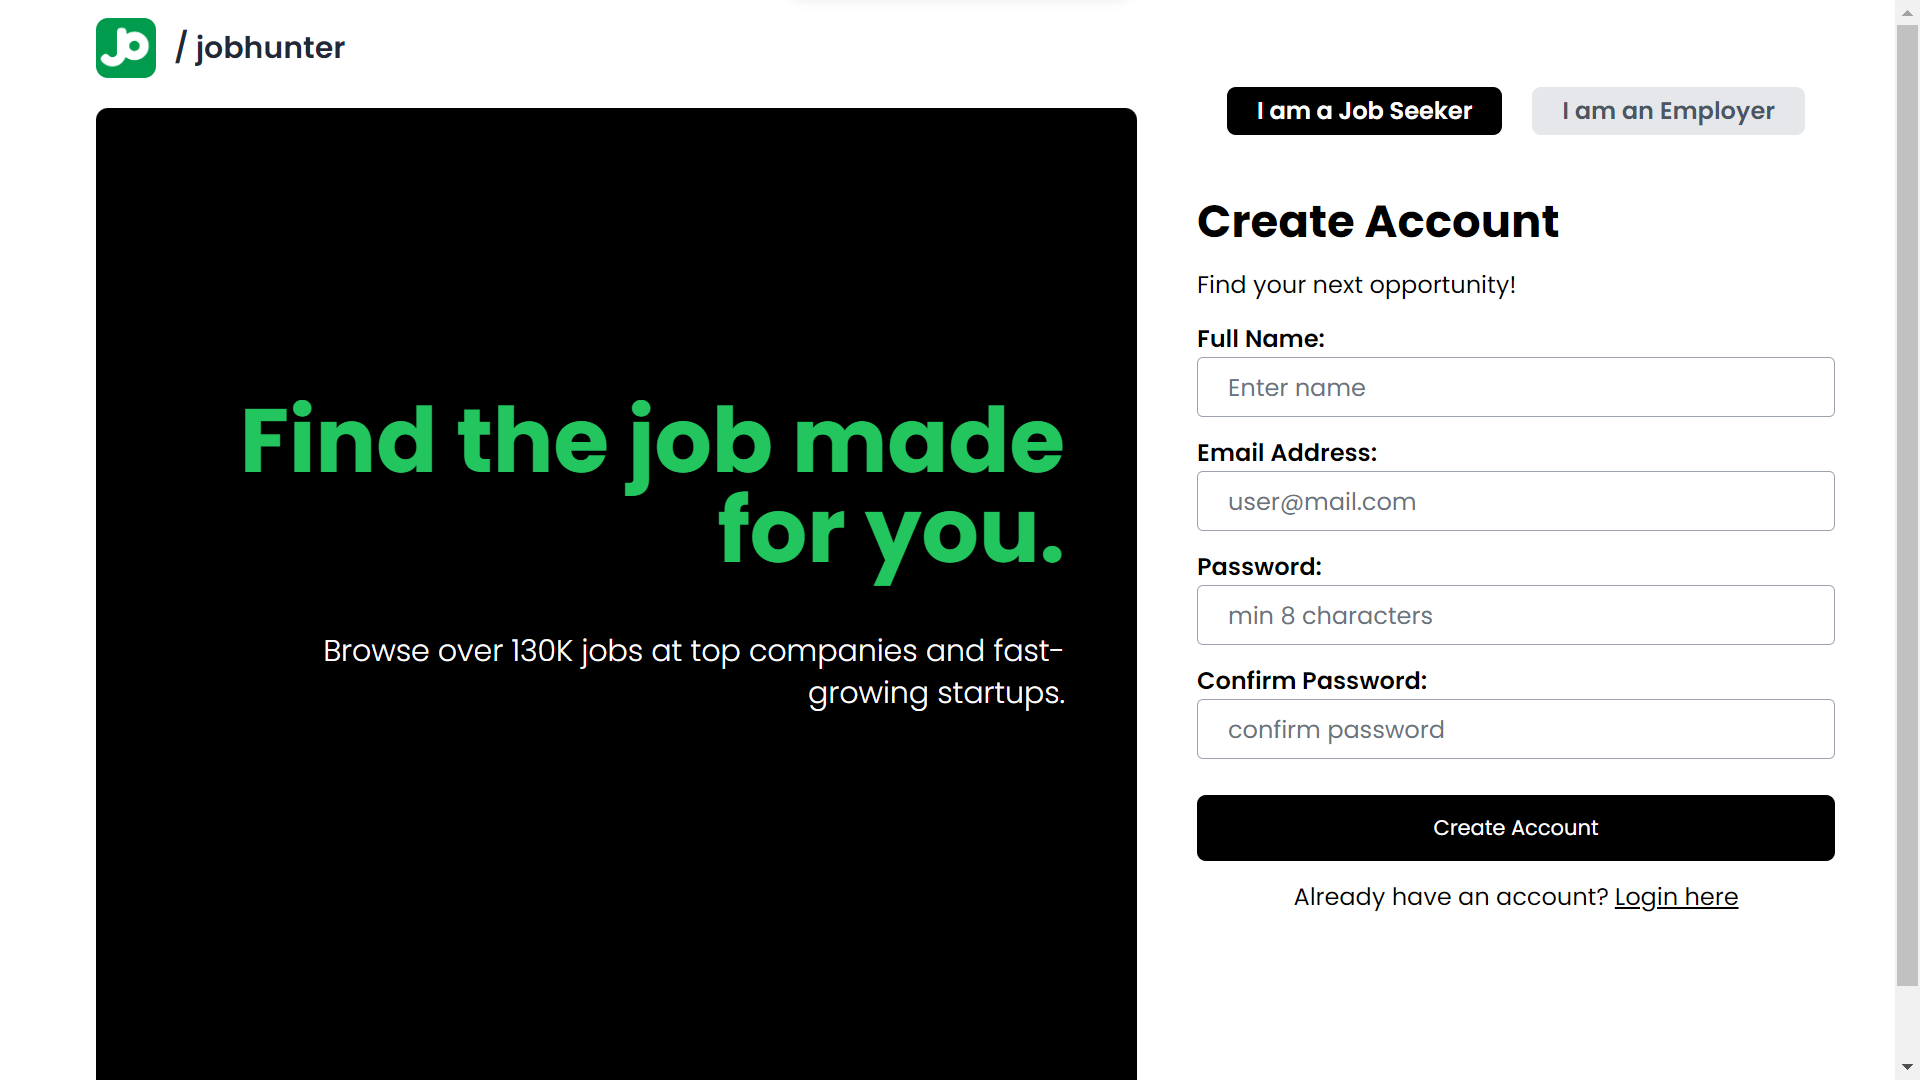 Jo / jobhunter
I am a Job Seeker
I am an Employer
Find the job made
for you.
Browse over 130K jobs at top companies and fast-
growing startups.
Create Account
Find your next opportunity!
Full Name:
Enter name
Email Address:
user@mail.com
Password:
min 8 characters
Confirm Password:
confirm password
Create Account
Already have an account? Login here